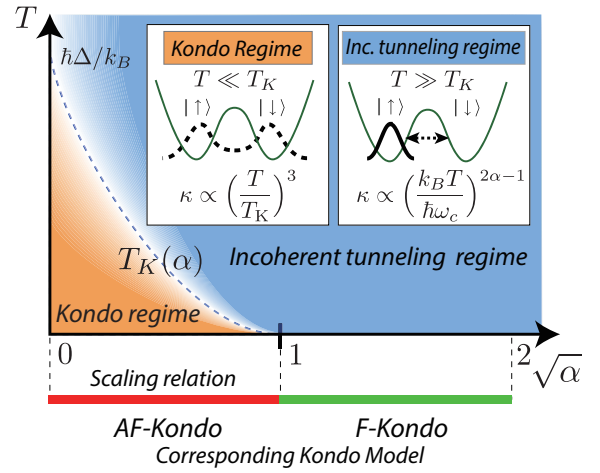 T
ħΔ/k_B
Kondo Regime
T ≪ T_K
|↑⟩ |↓⟩
κ ∝ (T/T_K)^3
Inc. tunneling regime
T ≫ T_K
|↑⟩ |↓⟩
κ ∝ (k_B T/ħω_c)^{2α−1}
T_K(α)
Incoherent tunneling regime
Kondo regime
0 1 2 √α
Scaling relation
AF-Kondo F-Kondo
Corresponding Kondo Model